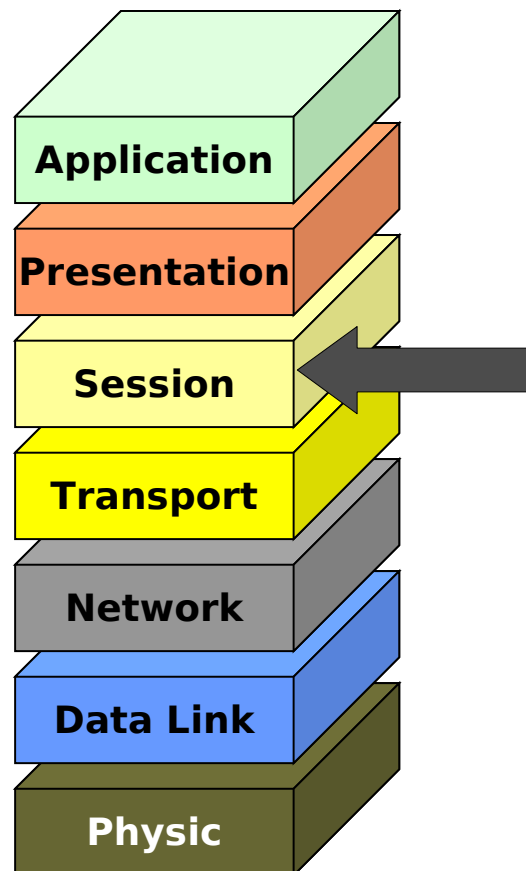 Application
Presentation
Session
Transport
Network
Data Link
Physic